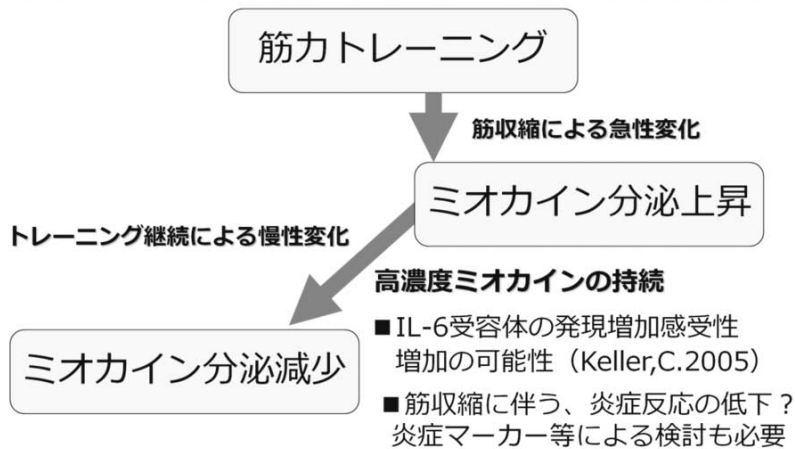 筋力トレーニング
筋収縮による急性変化
ミオカイン分泌上昇
トレーニング継続による慢性変化
高濃度ミオカインの持続
■IL-6受容体の発現増加感受性
増加の可能性（Keller,C.2005）
ミオカイン分泌減少
■筋収縮に伴う、炎症反応の低下？
炎症マーカー等による検討も必要